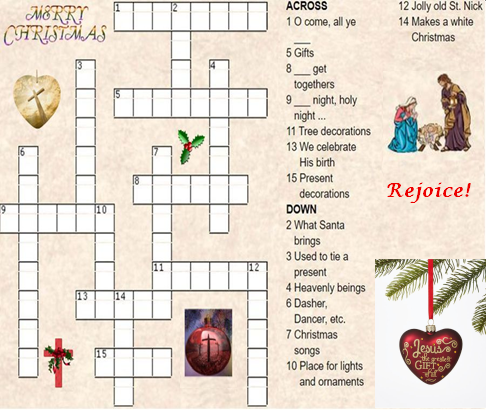 MERRY
CHRISTMAS
1
2
3
4
5
6
7
8
9
10
11
12
13
14
15
ACROSS
1 O come, all ye
___
5 Gifts
8 ___ get
togethers
9 ___ night, holy
night ...
11 Tree decorations
13 We celebrate
His birth
15 Present
decorations
DOWN
2 What Santa
brings
3 Used to tie a
present
4 Heavenly beings
6 Dasher,
Dancer, etc.
7 Christmas
songs
10 Place for lights
and ornaments
12 Jolly old St. Nick
14 Makes a white
Christmas
Rejoice!
Jesus
the greatest
GIFT
of all